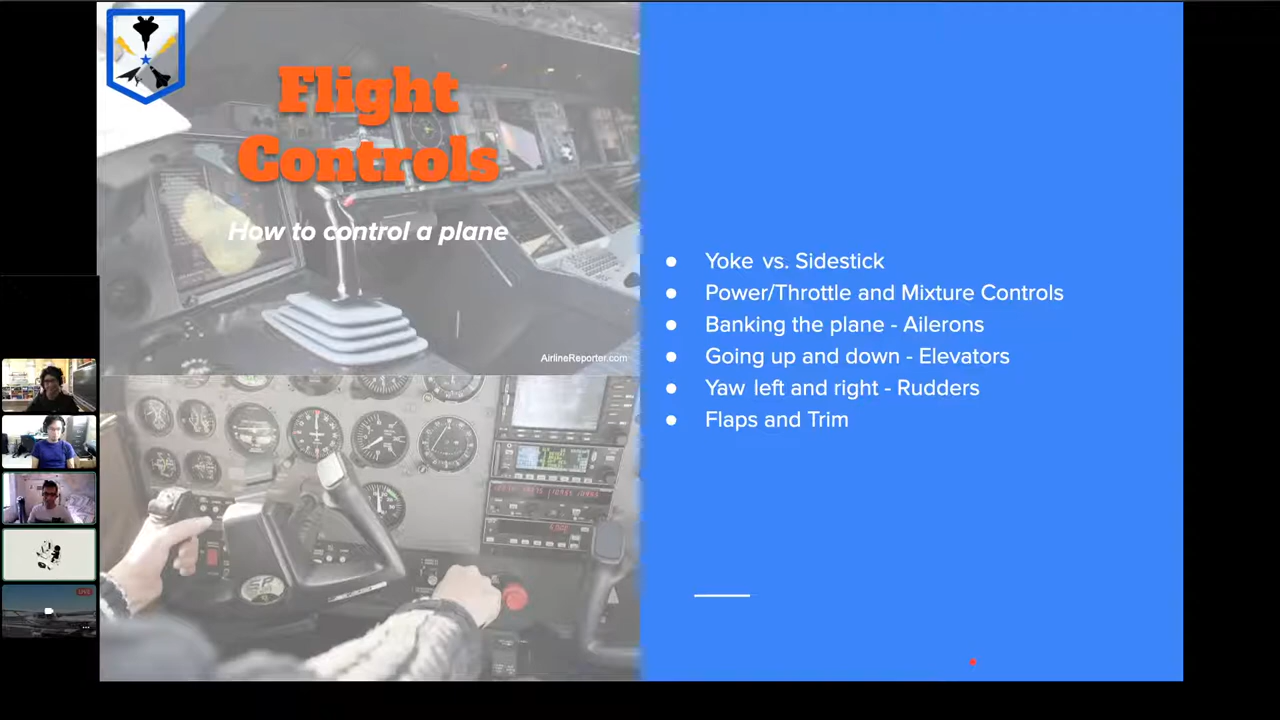 Flight
Controls
How to control a plane
AirlineReporter.com
Yoke vs. Sidestick
Power/Throttle and Mixture Controls
Banking the plane - Ailerons
Going up and down - Elevators
Yaw left and right - Rudders
Flaps and Trim
LIVE